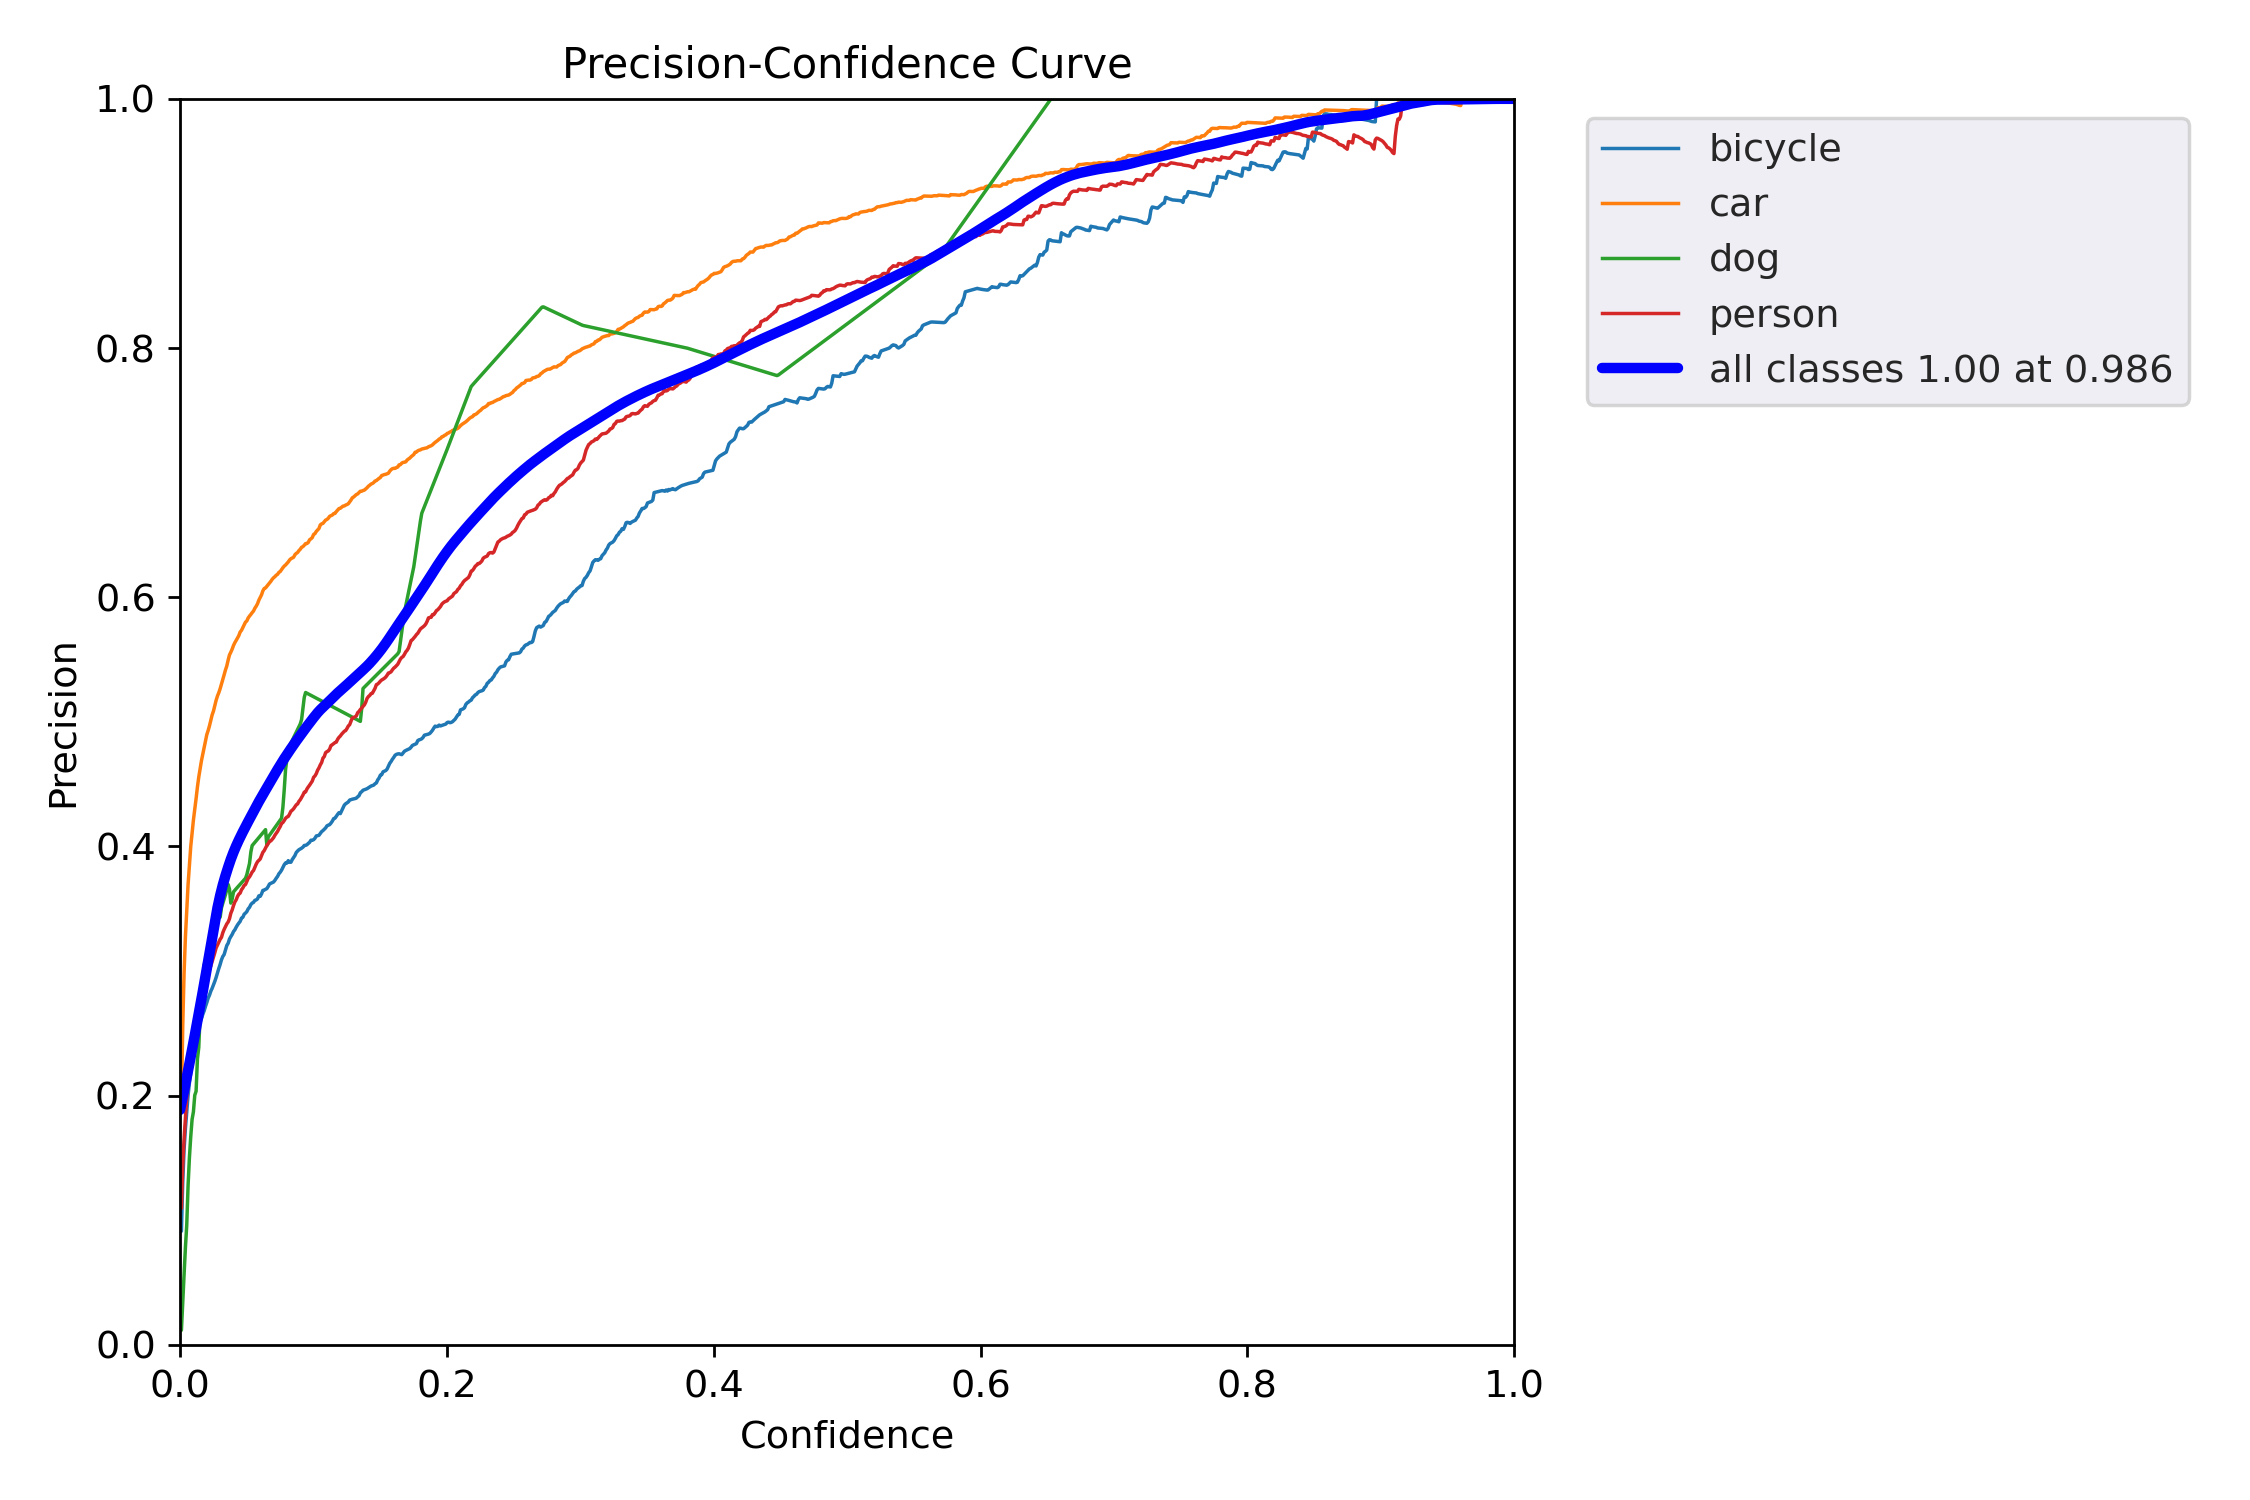 Precision-Confidence Curve
1.0
0.8
0.6
0.4
0.2
0.0
Precision
0.0 0.2 0.4 0.6 0.8 1.0
Confidence
bicycle
car
dog
person
all classes 1.00 at 0.986